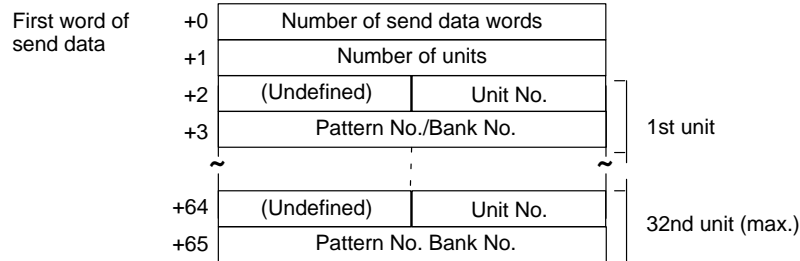 First word of
send data
+0 Number of send data words
+1 Number of units
+2 (Undefined) Unit No.
+3 Pattern No./Bank No.
1st unit
~ ~
+64 (Undefined) Unit No.
+65 Pattern No. Bank No.
32nd unit (max.)